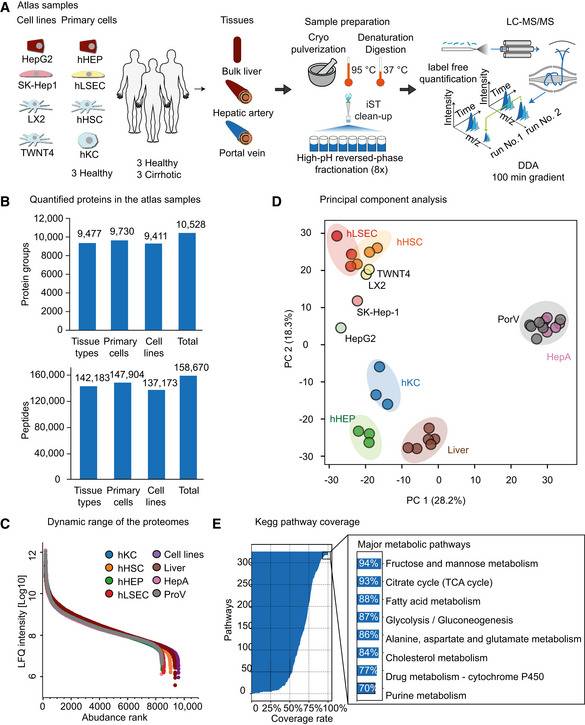 A
Atlas samples
Cell lines Primary cells
HepG2
hHEP
SK-Hep1
hLSEC
LX2
hHSC
TWNT4
hKC
3 Healthy
3 Healthy
3 Cirrhotic
Tissues
Bulk liver
Hepatic artery
Portal vein
Sample preparation
Cryo
pulverization
Denaturation
Digestion
95 °C
37 °C
iST
clean-up
High-pH reversed-phase
fractionation (8x)
LC-MS/MS
label free
quantification
Intensity
Time
m/z
run No.1
Intensity
Time
m/z
run No. 2
DDA
100 min gradient
B
Quantified proteins in the atlas samples
Protein groups
12,000
10,000
8000
6000
4000
2000
0
9,477
9,730
9,411
10,528
Tissue
types
Primary
cells
Cell
lines
Total
Peptides
160,000
120,000
80,000
40,000
0
142,183
147,904
137,173
158,670
Tissue
types
Primary
cells
Cell
lines
Total
C
Dynamic range of the proteomes
LFQ intensity [Log10]
12
10
8
6
hKC
hHSC
hHEP
hLSEC
Cell lines
Liver
HepA
ProV
0
2000
4000
6000
8000
10,000
Abudance rank
D
Principal component analysis
PC 2 (18.3%)
30
20
10
0
-10
-20
-30
hLSEC
hHSC
TWNT4
LX2
SK-Hep-1
HepG2
PorV
HepA
hKC
hHEP
Liver
-30
-20
-10
0
10
20
30
PC 1 (28.2%)
E
Kegg pathway coverage
Pathways
300
250
200
150
100
50
0
0
25%
50%
75%
100%
Coverage rate
Major metabolic pathways
94% Fructose and mannose metabolism
93% Citrate cycle (TCA cycle)
88% Fatty acid metabolism
87% Glycolysis / Gluconeogenesis
86% Alanine, aspartate and glutamate metabolism
84% Cholesterol metabolism
77% Drug metabolism - cytochrome P450
70% Purine metabolism